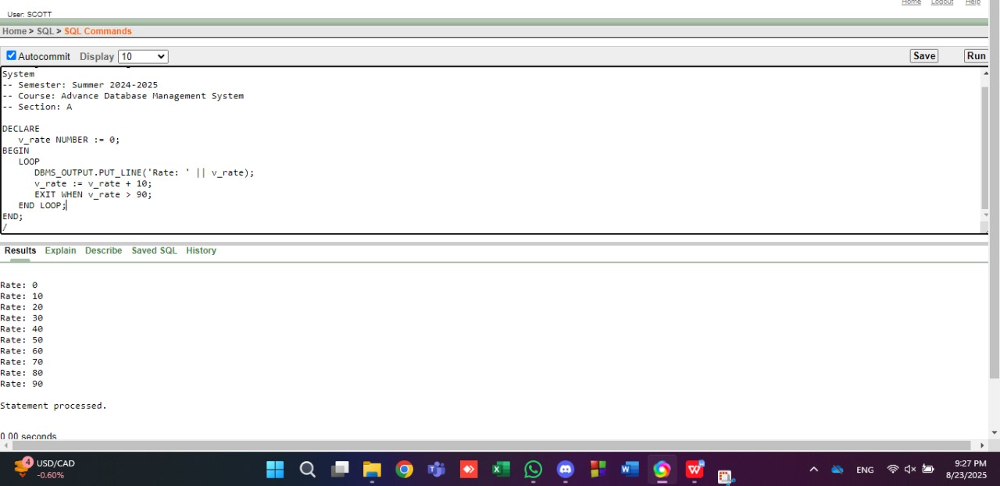 Home Logout Help
User: SCOTT
Home > SQL > SQL Commands
Autocommit Display 10 Save Run
System
-- Semester: Summer 2024-2025
-- Course: Advance Database Management System
-- Section: A
DECLARE
v_rate NUMBER := 0;
BEGIN
LOOP
DBMS_OUTPUT.PUT_LINE('Rate: ' || v_rate);
v_rate := v_rate + 10;
EXIT WHEN v_rate > 90;
END LOOP;
END;
/
Results Explain Describe Saved SQL History
Rate: 0
Rate: 10
Rate: 20
Rate: 30
Rate: 40
Rate: 50
Rate: 60
Rate: 70
Rate: 80
Rate: 90
Statement processed.
0.00 seconds
4 USD/CAD
-0.60%
ENG
9:27 PM
8/23/2025